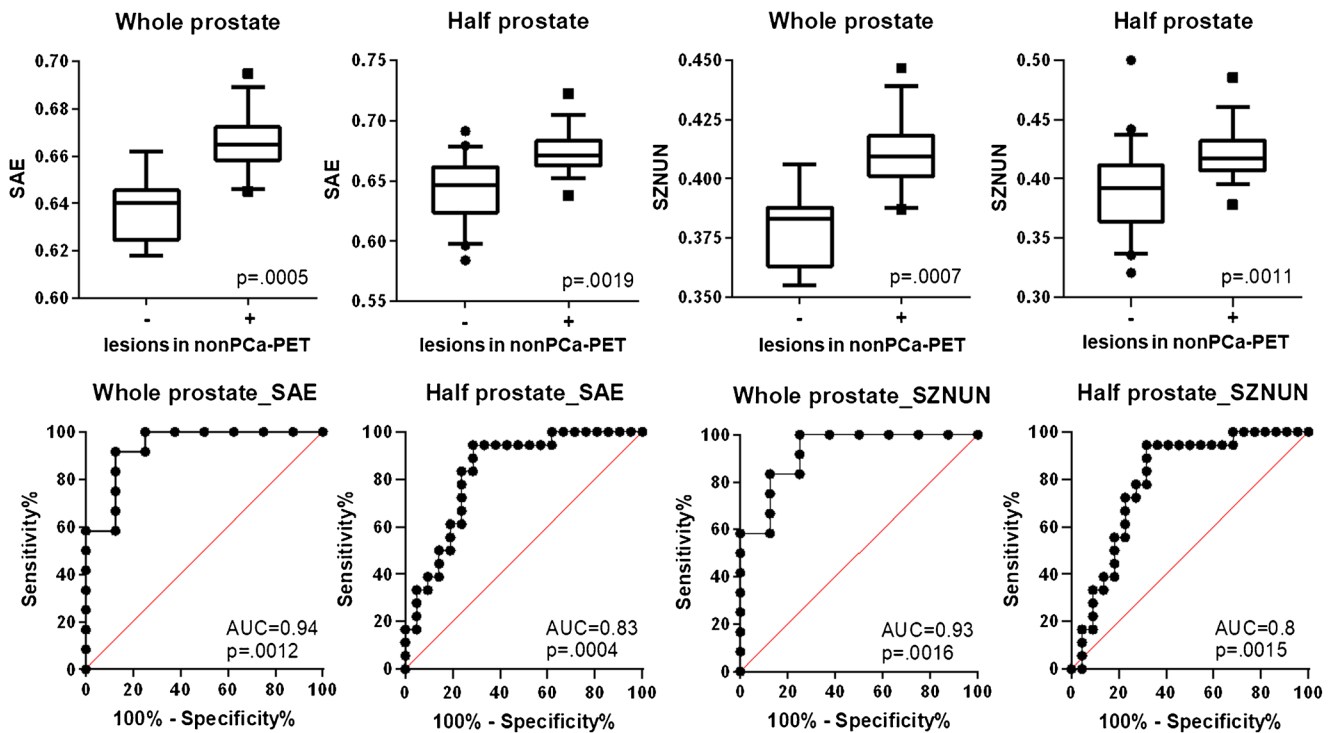 Whole prostate
SAE
0.70
0.68
0.66
0.64
0.62
0.60
p=.0005
- +
lesions in nonPCa-PET
Half prostate
SAE
0.75
0.70
0.65
0.60
0.55
p=.0019
- +
lesions in nonPCa-PET
Whole prostate
SZNUN
0.450
0.425
0.400
0.375
0.350
p=.0007
- +
lesions in nonPCa-PET
Half prostate
SZNUN
0.50
0.45
0.40
0.35
0.30
p=.0011
- +
lesions in nonPCa-PET
Whole prostate_SAE
Sensitivity%
100
80
60
40
20
0
AUC=0.94
p=.0012
0 20 40 60 80 100
100% - Specificity%
Half prostate_SAE
Sensitivity%
100
80
60
40
20
0
AUC=0.83
p=.0004
0 20 40 60 80 100
100% - Specificity%
Whole prostate_SZNUN
Sensitivity%
100
80
60
40
20
0
AUC=0.93
p=.0016
0 20 40 60 80 100
100% - Specificity%
Half prostate_SZNUN
Sensitivity%
100
80
60
40
20
0
AUC=0.8
p=.0015
0 20 40 60 80 100
100% - Specificity%